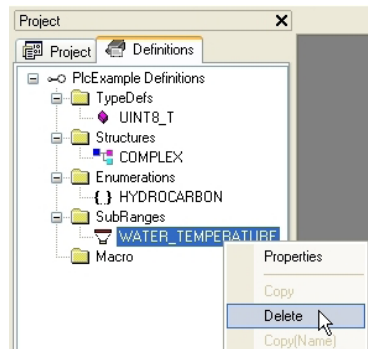 Project
Project Definitions
PlcExample Definitions
TypeDefs
UINT8_T
Structures
COMPLEX
Enumerations
{ } HYDROCARBON
SubRanges
WATER_TEMPERATURE
Macro
Properties
Copy
Delete
Copy(Name)